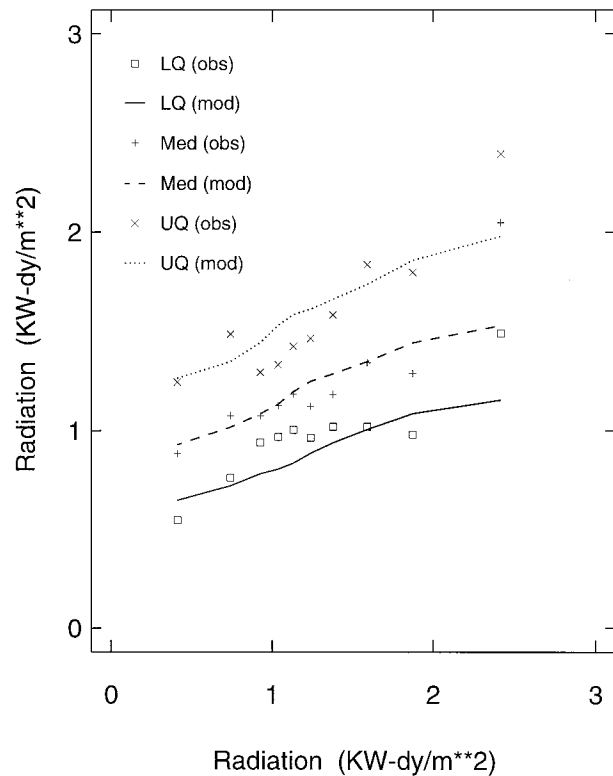 3
LQ (obs)
LQ (mod)
Med (obs)
Med (mod)
2
UQ (obs)
UQ (mod)
1
0
Radiation (KW-dy/m**2)
0 1 2 3
Radiation (KW-dy/m**2)